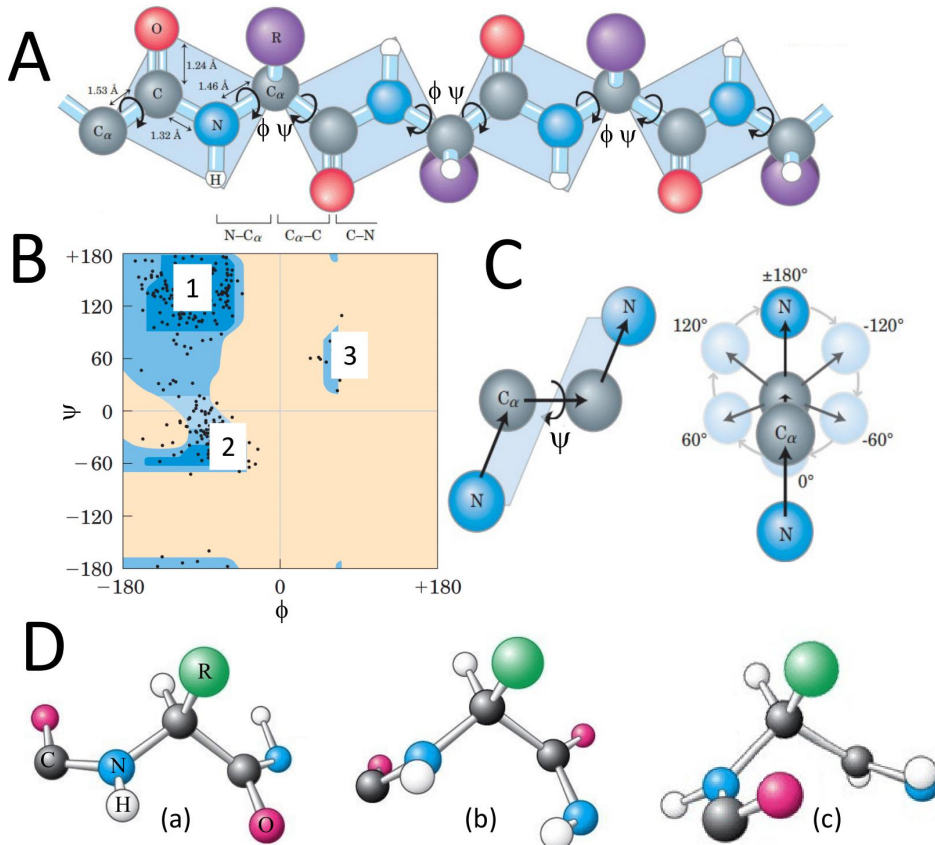 A
O
R
1.24 Å
1.53 Å
1.46 Å
C
Cα
ϕ ψ
Cα
N
ϕ ψ
ϕ ψ
1.32 Å
H
N–Cα
Cα–C
C–N
B
+180
120
60
0
−60
−120
−180
ψ
1
2
3
−180
0
+180
ϕ
C
N
Cα
ψ
N
±180°
N
120°
-120°
Cα
60°
-60°
0°
N
D
R
C
N
H
O
(a)
(b)
(c)